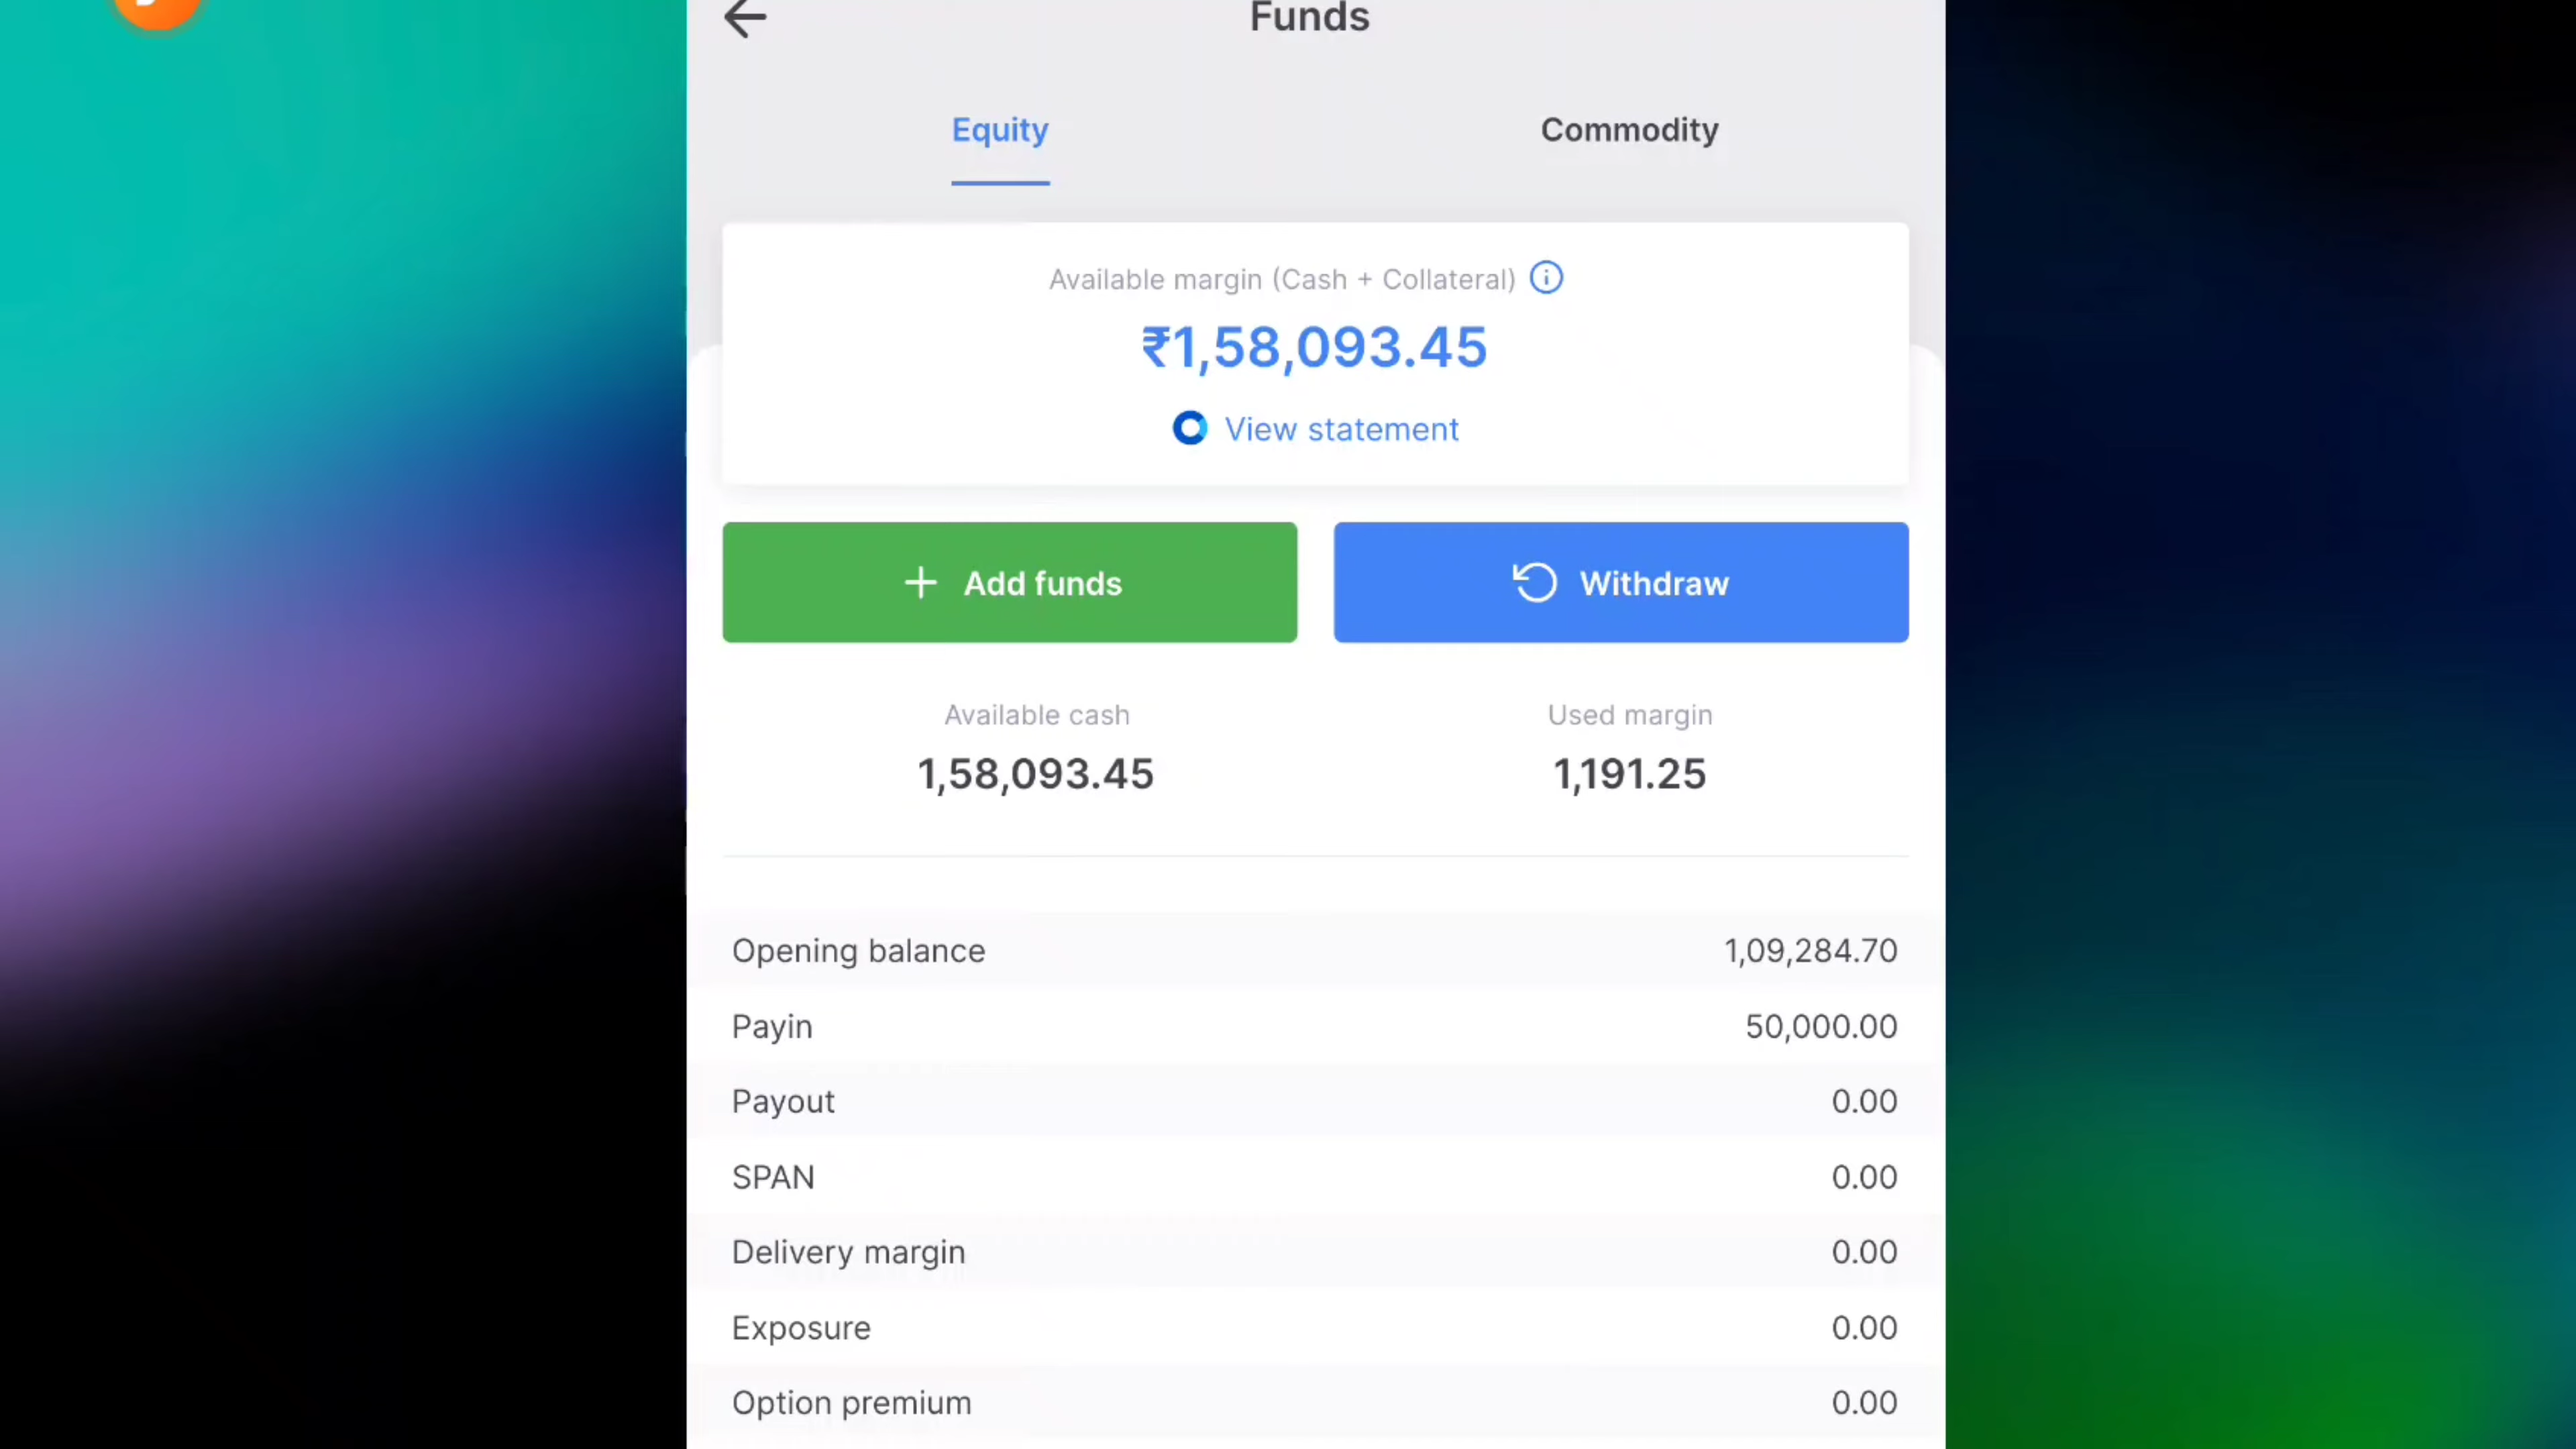 Funds
Equity
Commodity
Available margin (Cash + Collateral)
₹1,58,093.45
View statement
Add funds
Withdraw
Available cash
Used margin
1,58,093.45
1,191.25
Opening balance 1,09,284.70
Payin 50,000.00
Payout 0.00
SPAN 0.00
Delivery margin 0.00
Exposure 0.00
Option premium 0.00